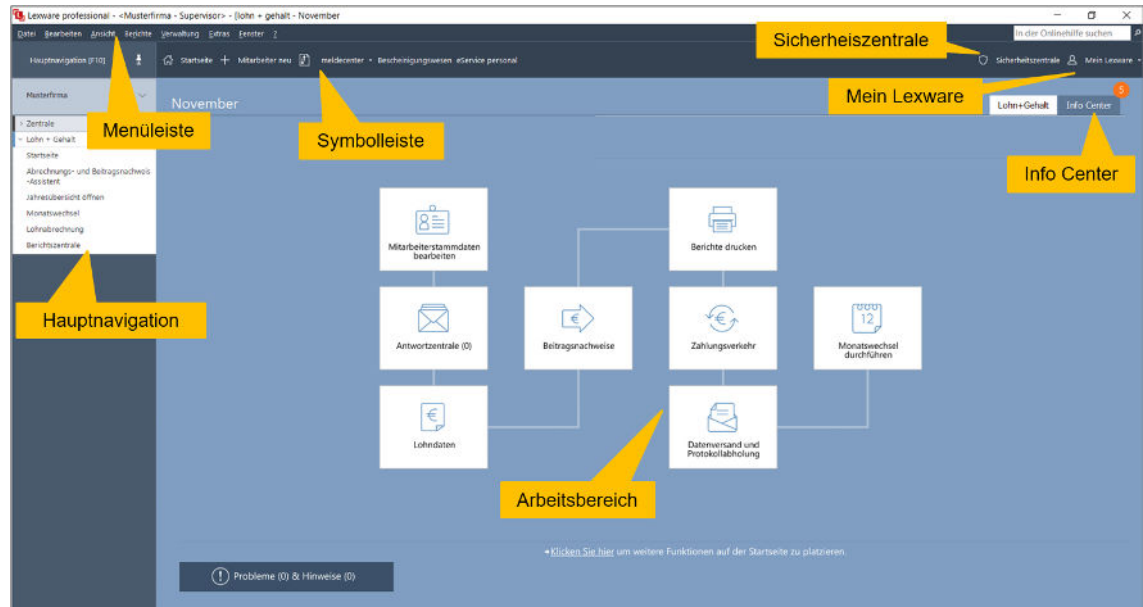 Lexware professional - <Musterfirma - Supervisor> - [lohn + gehalt - November
Datei Bearbeiten Ansicht Berichte Verwaltung Extras Fenster ?
In der Onlinehilfe suchen
Sicherheiszentrale
Hauptnavigation [F10]
Startseite
Mitarbeiter neu
meldecenter
Bescheinigungswesen
eService personal
Sicherheitszentrale
Mein Lexware
Musterfirma
November
Mein Lexware
Lohn+Gehalt
Info Center
5
Menüleiste
Symbolleiste
Info Center
Zentrale
Lohn + Gehalt
Startseite
Abrechnungs- und Beitragsnachweis
-Assistent
Jahresübersicht öffnen
Monatswechsel
Lohnabrechnung
Berichtszentrale
Hauptnavigation
Mitarbeiterstammdaten
bearbeiten
Berichte drucken
Antwortzentrale (0)
Beitragsnachweise
Zahlungsverkehr
12
Monatswechsel
durchführen
Lohndaten
Datenversand und
Protokollabholung
Arbeitsbereich
Klicken Sie hier um weitere Funktionen auf der Startseite zu platzieren.
Probleme (0) & Hinweise (0)